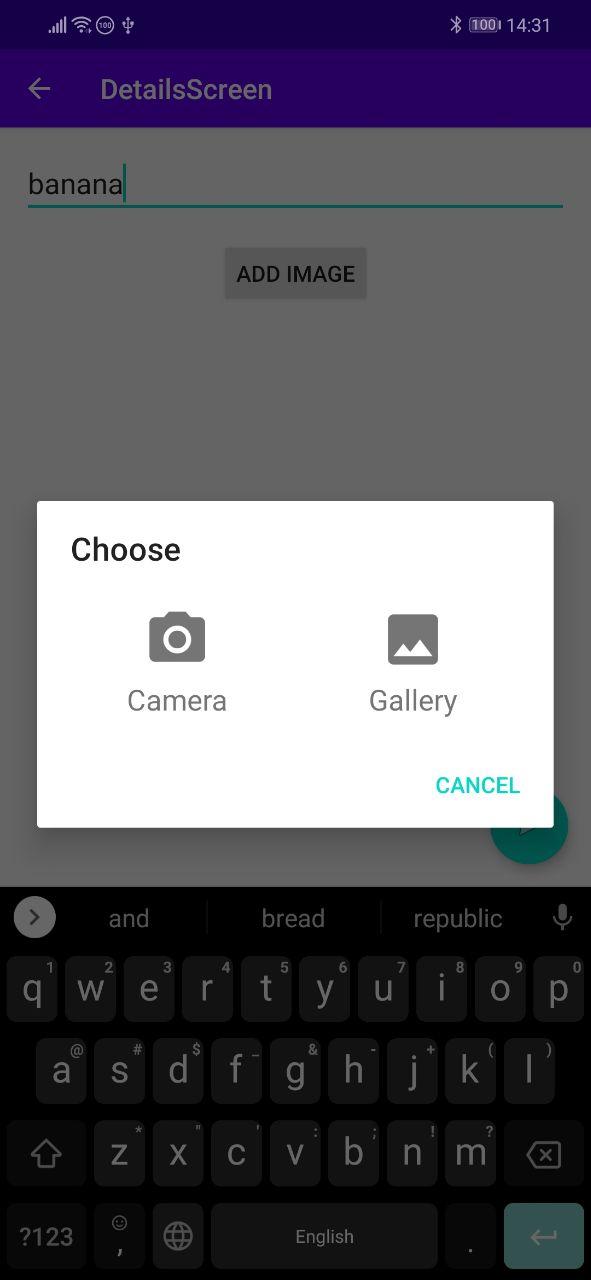 100 100 14:31
DetailsScreen
banana
ADD IMAGE
Choose
Camera Gallery
CANCEL
and bread republic
1 2 3 4 5 6 7 8 9 0
q w e r t y u i o p
@ # $ _ & - + ( )
a s d f g h j k l
* " ' : ; ! ?
z x c v b n m
?123 , English .